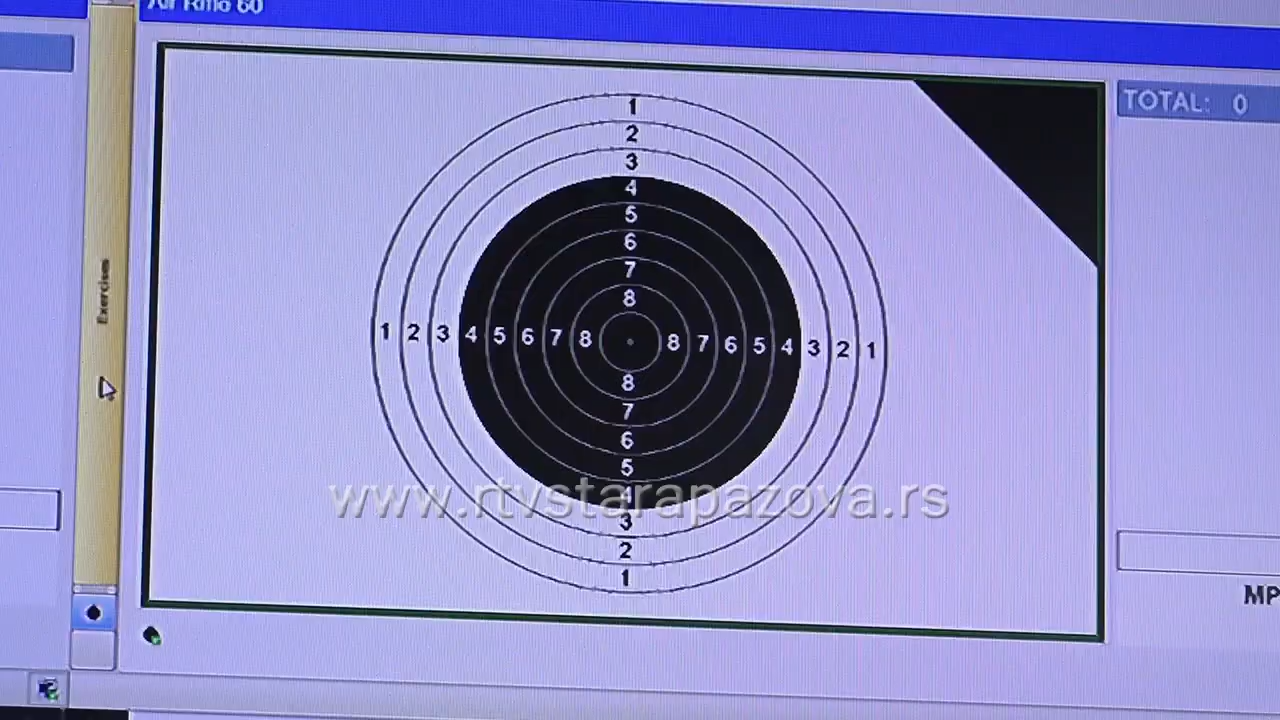 Air Rifle 60
TOTAL: 0
1
2
3
4
5
6
7
8
1 2 3 4 5 6 7 8 8 7 6 5 4 3 2 1
8
7
6
5
4
3
2
1
Exercises
www.rtvstarapazova.rs
MP